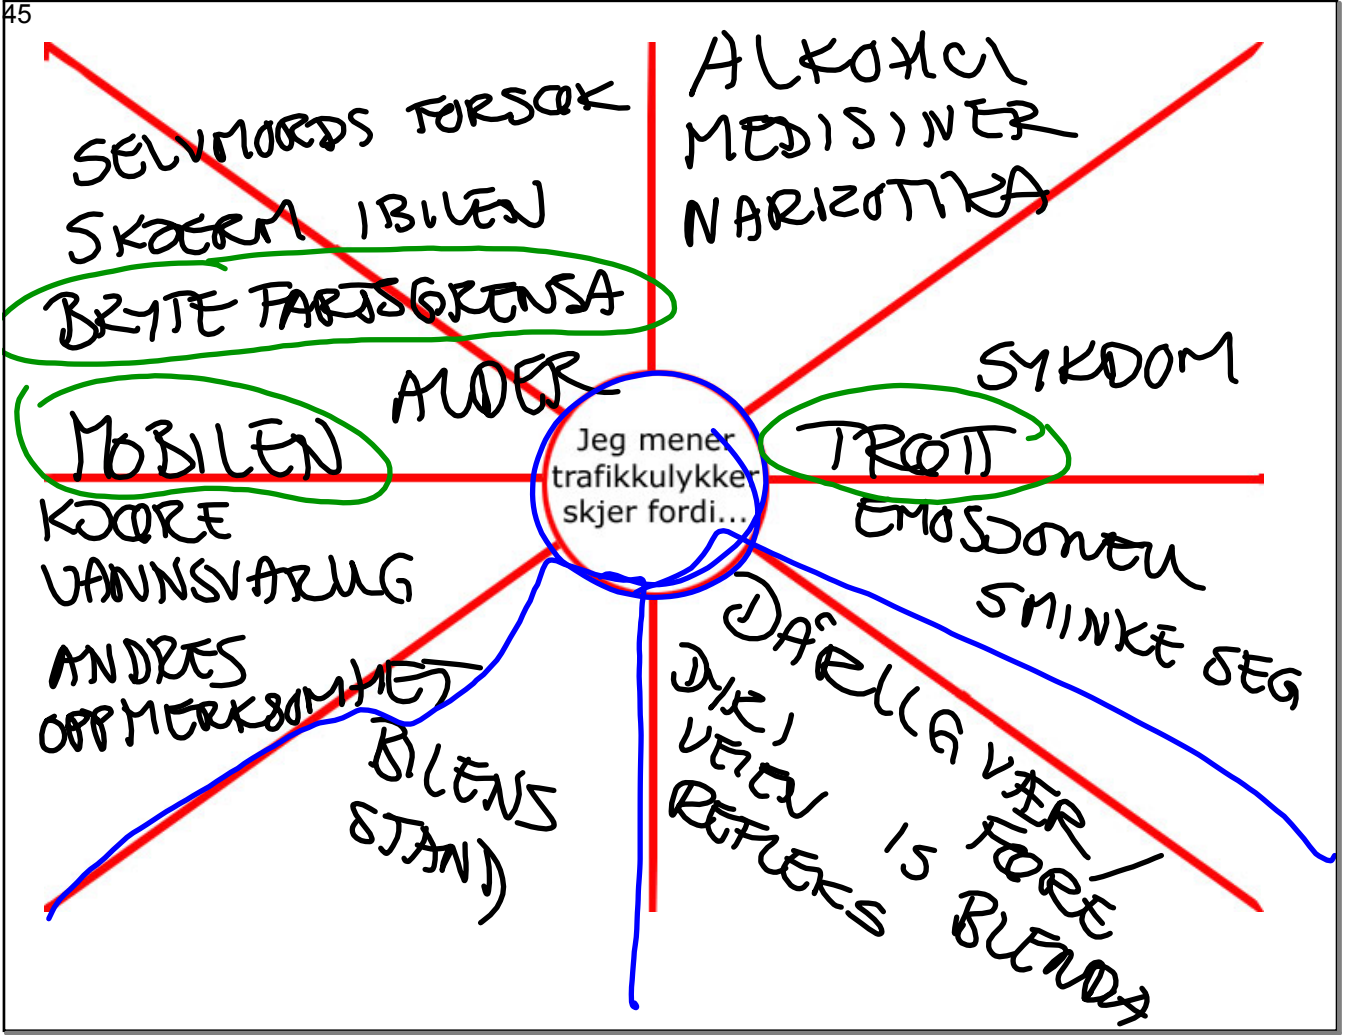 45
SELVMORDS FORSØK
SKJERM I BILEN
BRYTE FARTSGRENSA
ALDER
MOBILEN
KJØRE
UANNSVARLIG
ANDRES
OPPMERKSOMHET
BILENS
STAND
ALKOHOL
MEDISINER
NARKOTIKA
SYKDOM
TRØTT
EMOSJONELL
SMINKE SEG
Jeg mener
trafikkulykker
skjer fordi...
DÅRLIG VÆR/
FØRE
IS
BLENDA
DYR I
VEIEN
REFLEKS